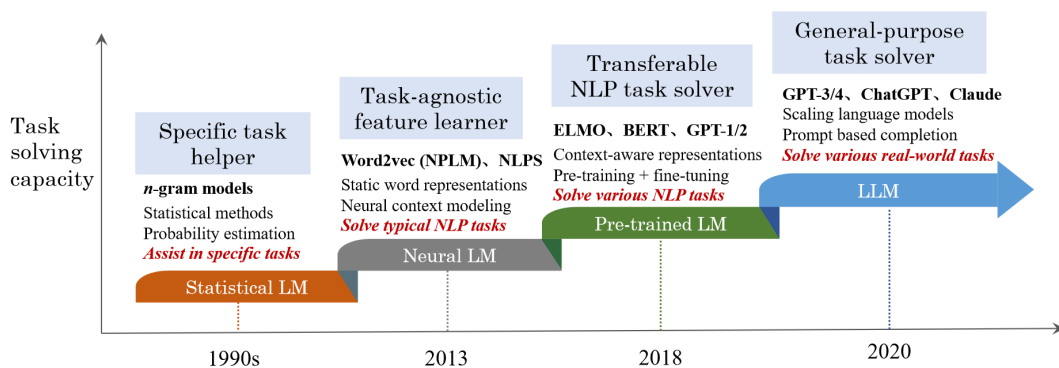 Task
solving
capacity
Specific task
helper
n-gram models
Statistical methods
Probability estimation
Assist in specific tasks
Statistical LM
1990s
Task-agnostic
feature learner
Word2vec (NPLM)、NLPS
Static word representations
Neural context modeling
Solve typical NLP tasks
Neural LM
2013
Transferable
NLP task solver
ELMO、BERT、GPT-1/2
Context-aware representations
Pre-training + fine-tuning
Solve various NLP tasks
Pre-trained LM
2018
General-purpose
task solver
GPT-3/4、ChatGPT、Claude
Scaling language models
Prompt based completion
Solve various real-world tasks
LLM
2020